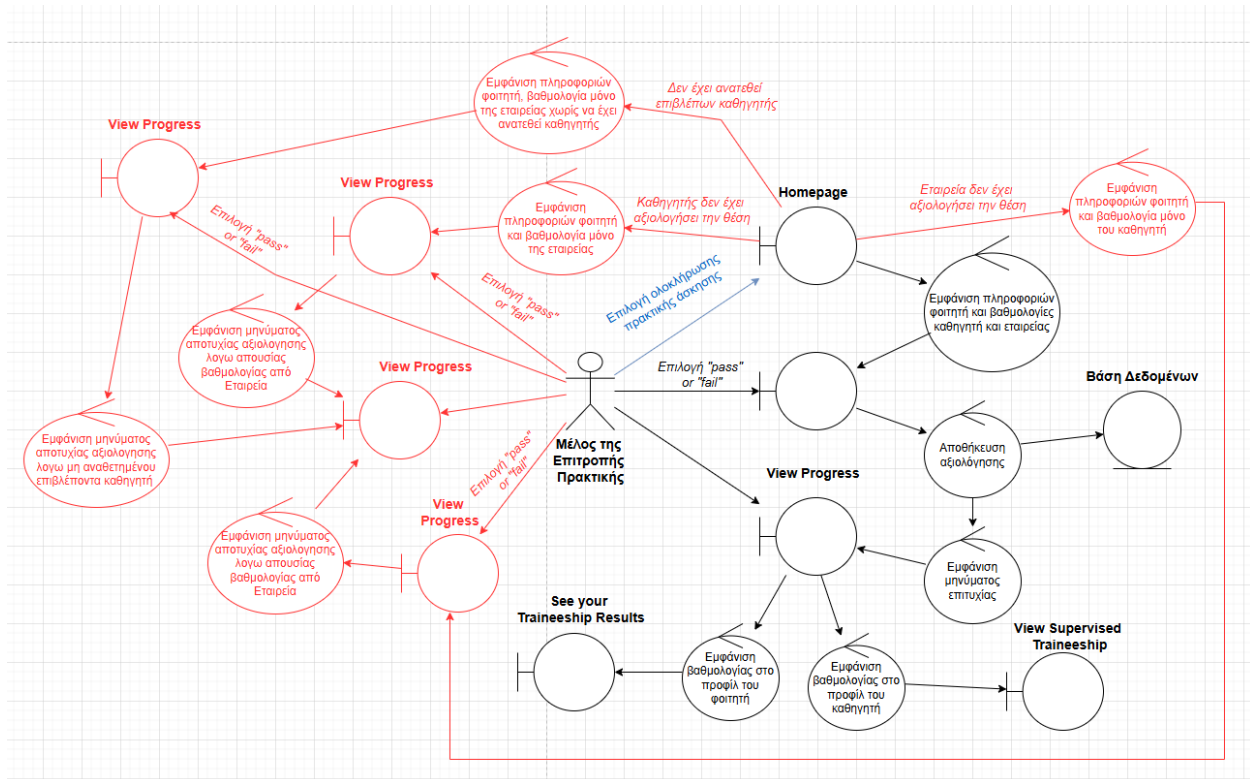 Εμφάνιση πληροφοριών
φοιτητή, βαθμολογία μόνο
της εταιρείας χωρίς να έχει
ανατεθεί καθηγητής
Δεν έχει ανατεθεί
επιβλέπων καθηγητής
View Progress
View Progress
Εμφάνιση
πληροφοριών φοιτητή
και βαθμολογία μόνο
της εταιρείας
Καθηγητής δεν έχει
αξιολογήσει την θέση
Homepage
Εταιρεία δεν έχει
αξιολογήσει την θέση
Εμφάνιση
πληροφοριών φοιτητή
και βαθμολογία μόνο
του καθηγητή
Επιλογή "pass"
or "fail"
Επιλογή "pass"
or "fail"
Επιλογή ολοκλήρωσης
πρακτικής άσκησης
Εμφάνιση πληροφοριών
φοιτητή και βαθμολογίες
καθηγητή και εταιρείας
Εμφάνιση μηνύματος
αποτυχίας αξιολόγησης
λογω απουσίας
βαθμολογίας από
Εταιρεία
View Progress
Επιλογή "pass"
or "fail"
Βάση Δεδομένων
Εμφάνιση μηνύματος
αποτυχίας αξιολογησης
λογω μη αναθετημένου
επιβλέποντα καθηγητή
Μέλος της
Επιτροπής
Πρακτικής
Αποθήκευση
αξιολόγησης
Επιλογή "pass"
or "fail"
View Progress
View
Progress
Εμφάνιση μηνύματος
αποτυχίας αξιολογησης
λογω απουσίας
βαθμολογίας από
Εταιρεία
Εμφάνιση
μηνύματος
επιτυχίας
See your
Traineeship Results
View Supervised
Traineeship
Εμφάνιση
βαθμολογίας στο
προφίλ του
φοιτητή
Εμφάνιση
βαθμολογίας στο
προφίλ του
καθηγητή